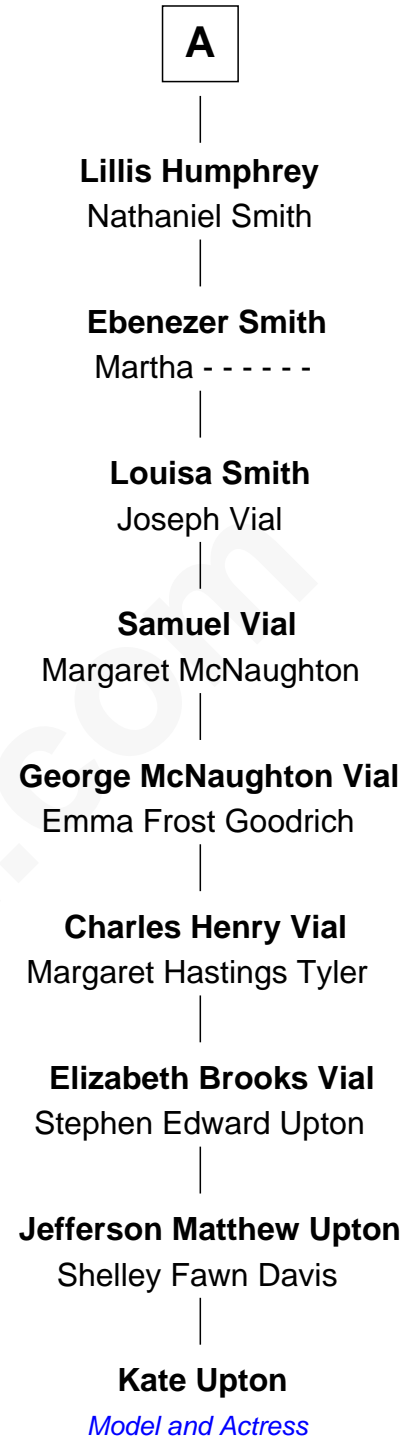 A
Lillis Humphrey
Nathaniel Smith
Ebenezer Smith
Martha - - - - - -
Louisa Smith
Joseph Vial
Samuel Vial
Margaret McNaughton
George McNaughton Vial
Emma Frost Goodrich
Charles Henry Vial
Margaret Hastings Tyler
Elizabeth Brooks Vial
Stephen Edward Upton
Jefferson Matthew Upton
Shelley Fawn Davis
Kate Upton
Model and Actress
.com